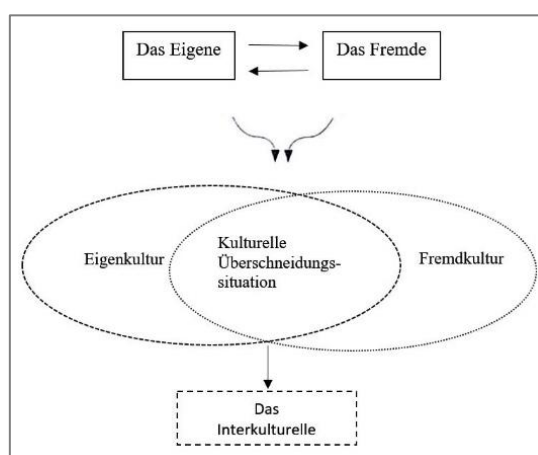 Das Eigene
Das Fremde
Eigenkultur
Kulturelle
Überschneidungs-
situation
Fremdkultur
Das
Interkulturelle